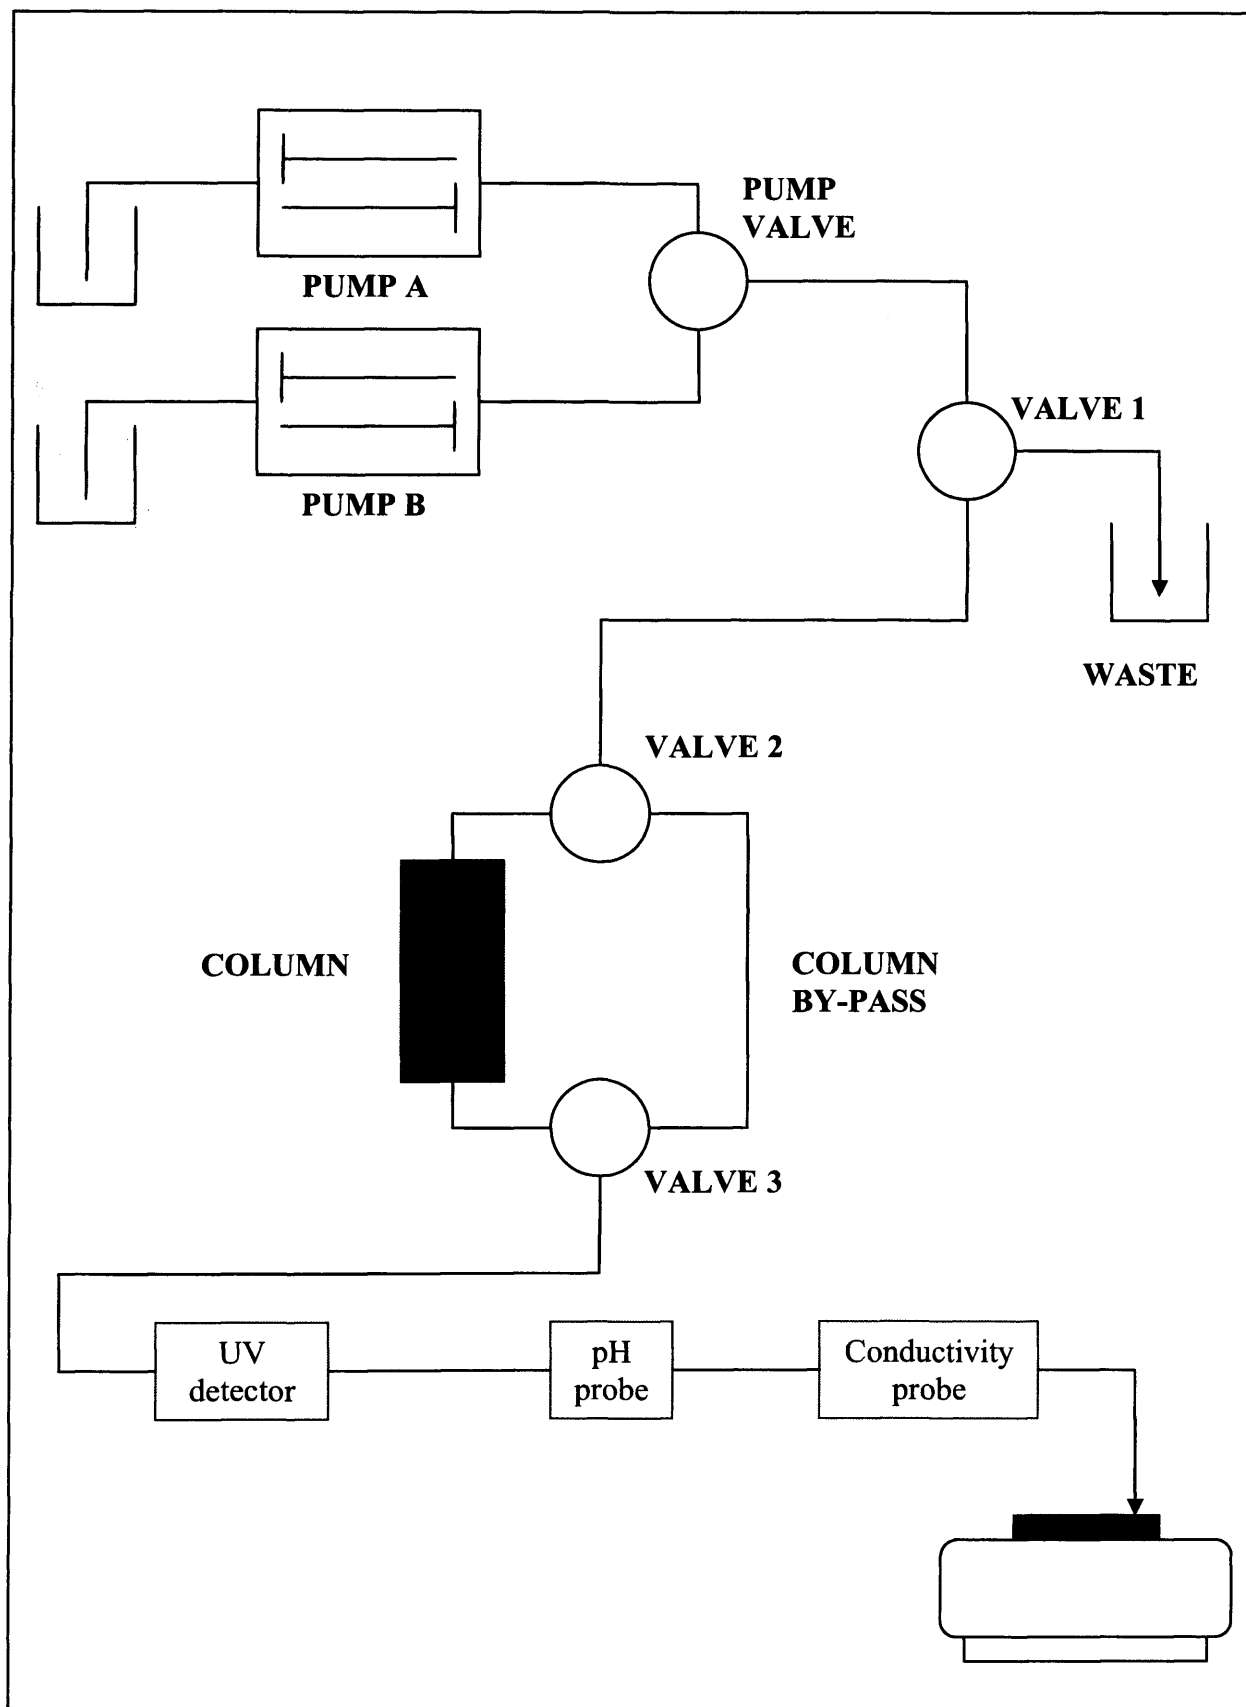 PUMP
VALVE
PUMP A
VALVE 1
PUMP B
WASTE
VALVE 2
COLUMN
COLUMN
BY-PASS
VALVE 3
UV
detector
pH
probe
Conductivity
probe